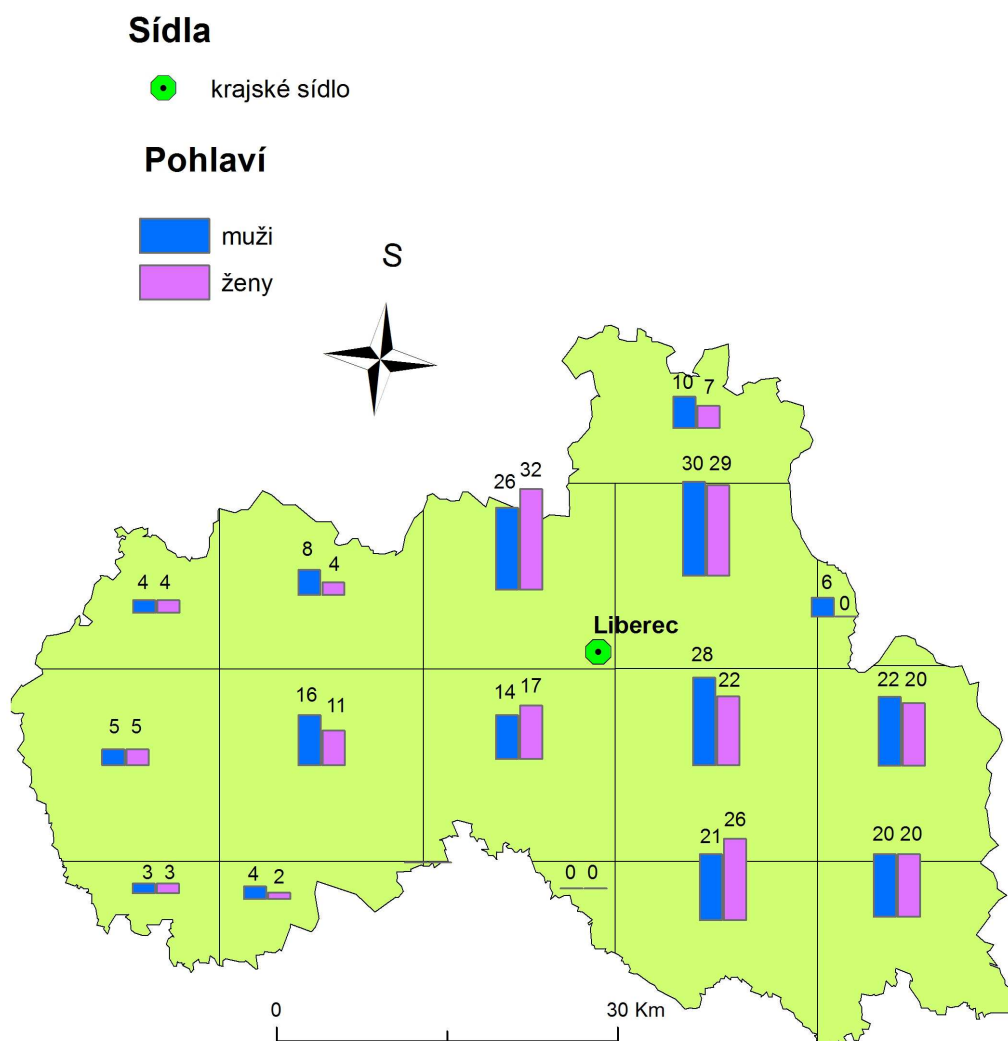 Sídla
krajské sídlo
Pohlaví
muži
ženy
S
10 7
30 29
26 32
8 4
4 4
6 0
Liberec
28 22
22 20
16 11
14 17
5 5
21 26
20 20
3 3
4 2
0 0
0 30 Km